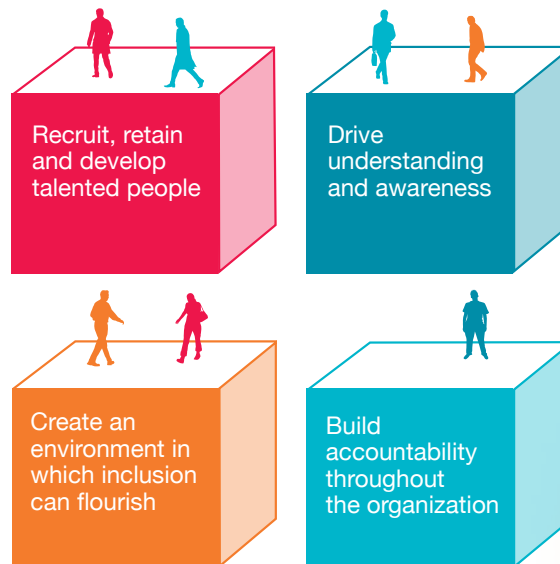 Recruit, retain
and develop
talented people
Drive
understanding
and awareness
Create an
environment in
which inclusion
can flourish
Build
accountability
throughout
the organization